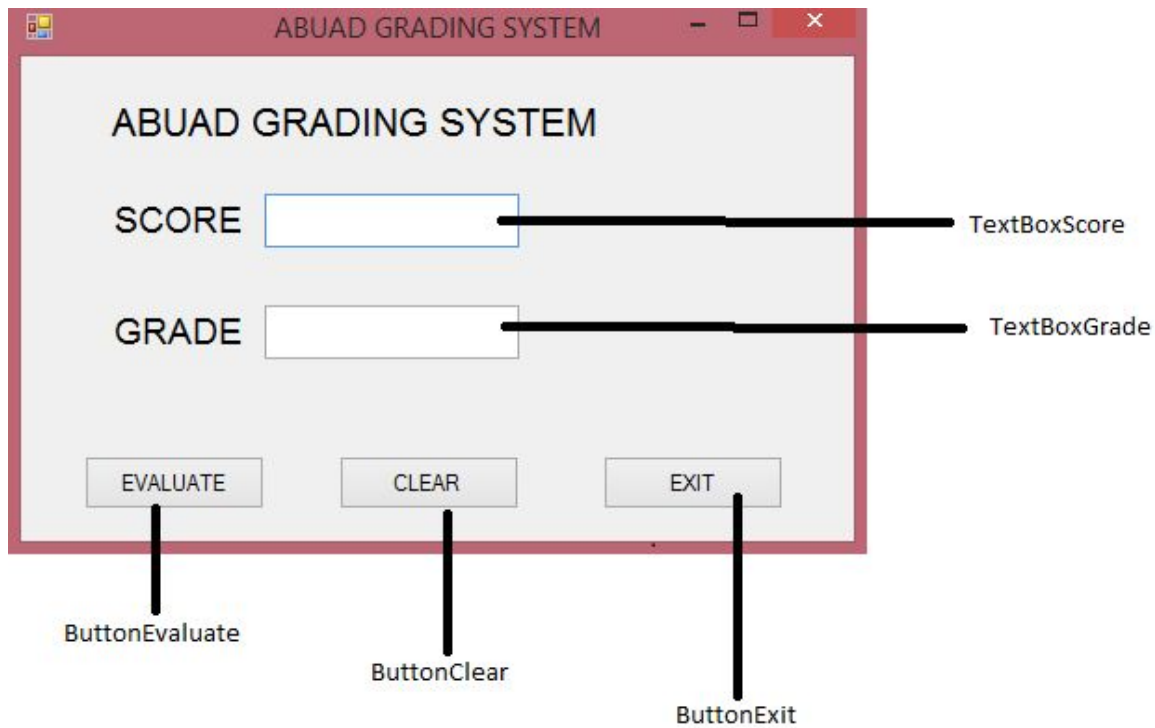 ABUAD GRADING SYSTEM
ABUAD GRADING SYSTEM
SCORE
TextBoxScore
GRADE
TextBoxGrade
EVALUATE
CLEAR
EXIT
ButtonEvaluate
ButtonClear
ButtonExit